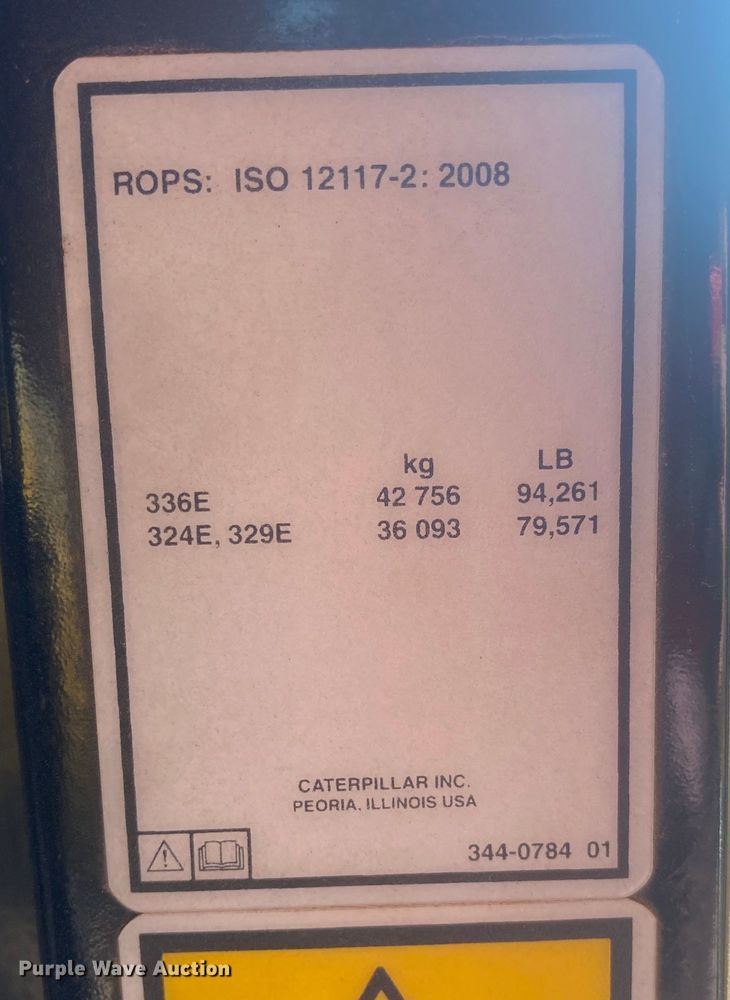 ROPS: ISO 12117-2: 2008
kg LB
336E 42 756 94,261
324E, 329E 36 093 79,571
CATERPILLAR INC.
PEORIA, ILLINOIS USA
344-0784 01
Purple Wave Auction